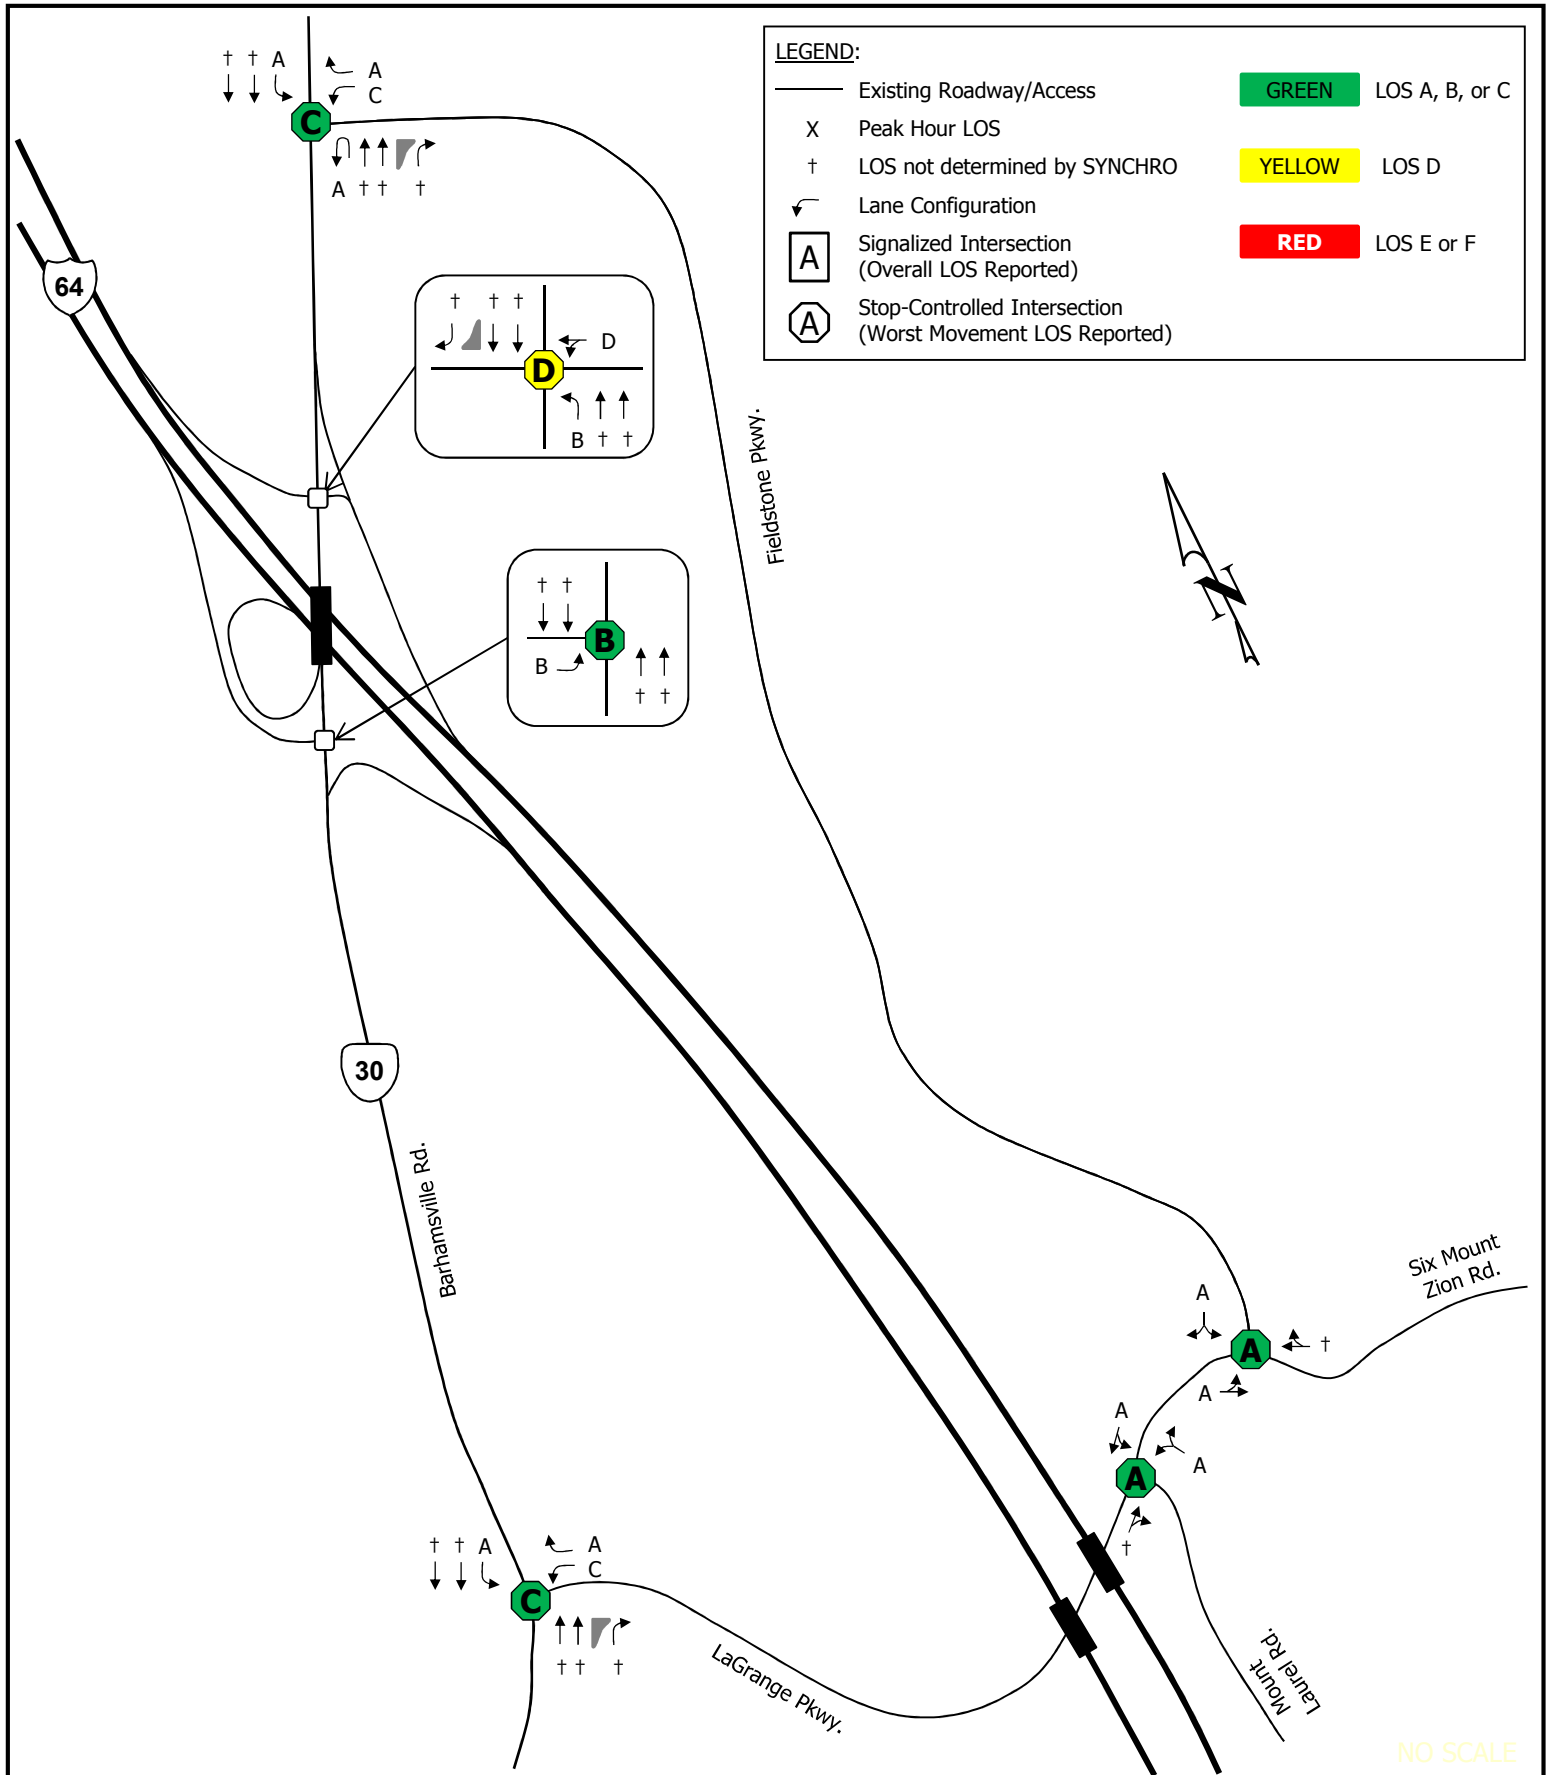 † † A
A
C
C
A † † †
LEGEND:
Existing Roadway/Access
X Peak Hour LOS
† LOS not determined by SYNCHRO
Lane Configuration
A Signalized Intersection
(Overall LOS Reported)
A Stop-Controlled Intersection
(Worst Movement LOS Reported)
GREEN LOS A, B, or C
YELLOW LOS D
RED LOS E or F
64
† † †
D
D
B † †
Fieldstone Pkwy.
N
† †
B
B
† †
30
Barhamsville Rd.
Six Mount
Zion Rd.
A
A
†
A
A
A
A
†
† † A
A
C
C
† † †
LaGrange Pkwy.
Mount
Laurel Rd.
NO SCALE